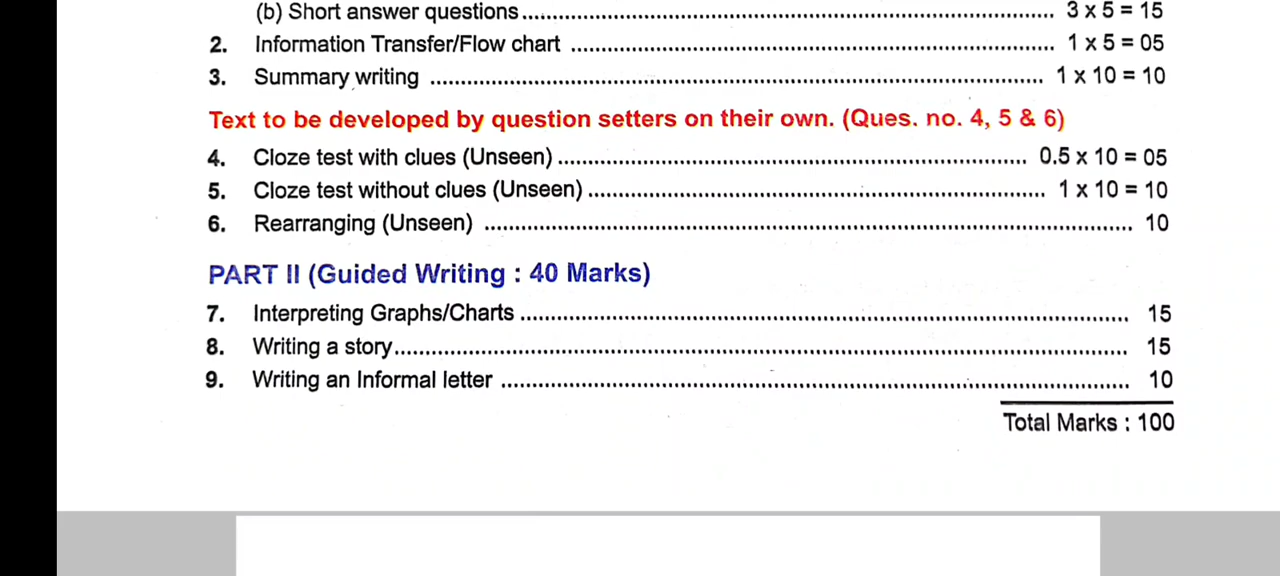 (b) Short answer questions........................................................................................ 3 x 5 = 15
2. Information Transfer/Flow chart ................................................................................ 1 x 5 = 05
3. Summary writing ...................................................................................................... 1 x 10 = 10
Text to be developed by question setters on their own. (Ques. no. 4, 5 & 6)
4. Cloze test with clues (Unseen) .............................................................................. 0.5 x 10 = 05
5. Cloze test without clues (Unseen) ........................................................................... 1 x 10 = 10
6. Rearranging (Unseen) ............................................................................................................ 10
PART II (Guided Writing : 40 Marks)
7. Interpreting Graphs/Charts ..................................................................................................... 15
8. Writing a story......................................................................................................................... 15
9. Writing an Informal letter ........................................................................................................ 10
Total Marks : 100